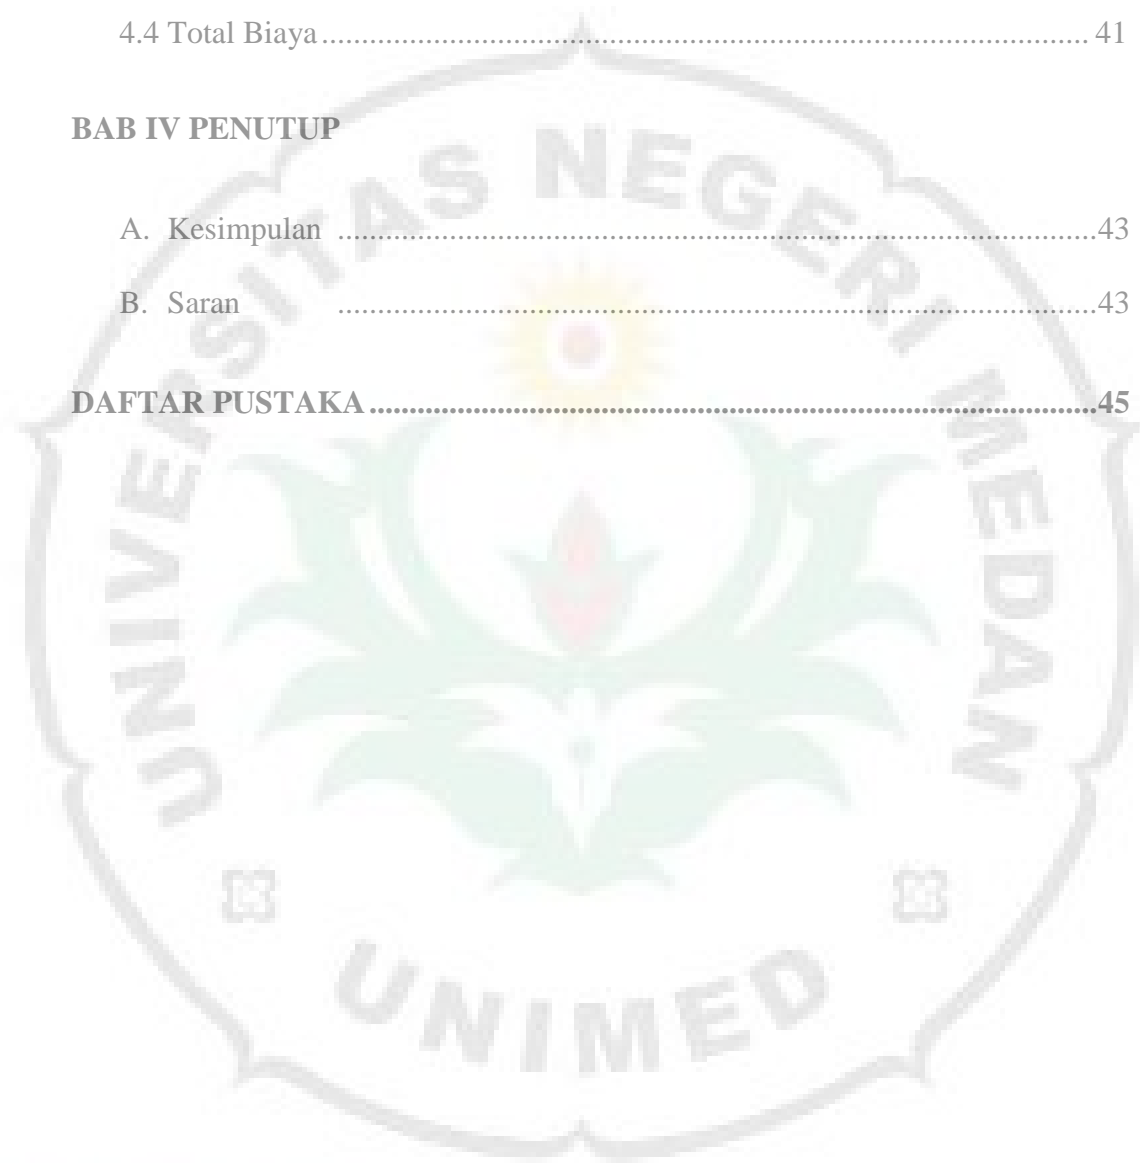 4.4 Total Biaya ................................................................................. 41
BAB IV PENUTUP
A. Kesimpulan ................................................................................43
B. Saran ................................................................................43
DAFTAR PUSTAKA .............................................................................45
UNIVERSITAS NEGERI MEDAN
UNIMED